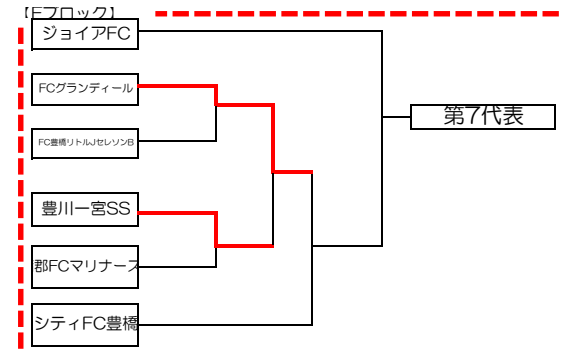 【Fブロック】
ジョイアFC
FCグランディール
第7代表
FC豊橋リトルJセレソンB
豊川一宮SS
郡FCマリナーズ
シティFC豊橋